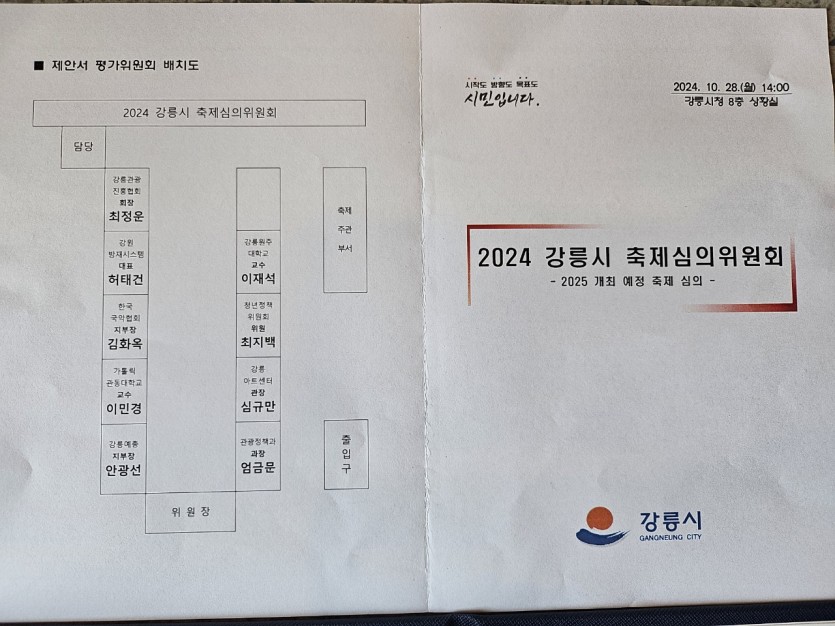 ■ 제안서 평가위원회 배치도
2024 강릉시 축제심의위원회
담당
강릉관광
진흥협회
회장
최정운
강원
방재시스템
대표
허태건
한국
국악협회
지부장
김화옥
가톨릭
관동대학교
교수
이민경
강릉예총
지부장
안광선
강릉원주
대학교
교수
이재석
청년정책
위원회
위원
최지백
강릉
아트센터
관장
심규만
관광정책과
과장
엄금문
축제
주관
부서
출
입
구
위 원 장
시작도 방향도 목표도
시민입니다.
2024. 10. 28.(월) 14:00
강릉시청 8층 상황실
2024 강릉시 축제심의위원회
- 2025 개최 예정 축제 심의 -
강릉시
GANGNEUNG CITY